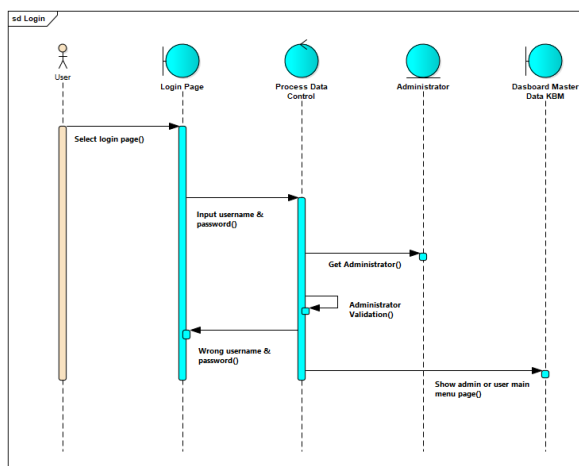 sd Login
User
Login Page
Process Data
Control
Administrator
Dasboard Master
Data KBM
Select login page()
Input username &
password()
Get Administrator()
Administrator
Validation()
Wrong username &
password()
Show admin or user main
menu page()